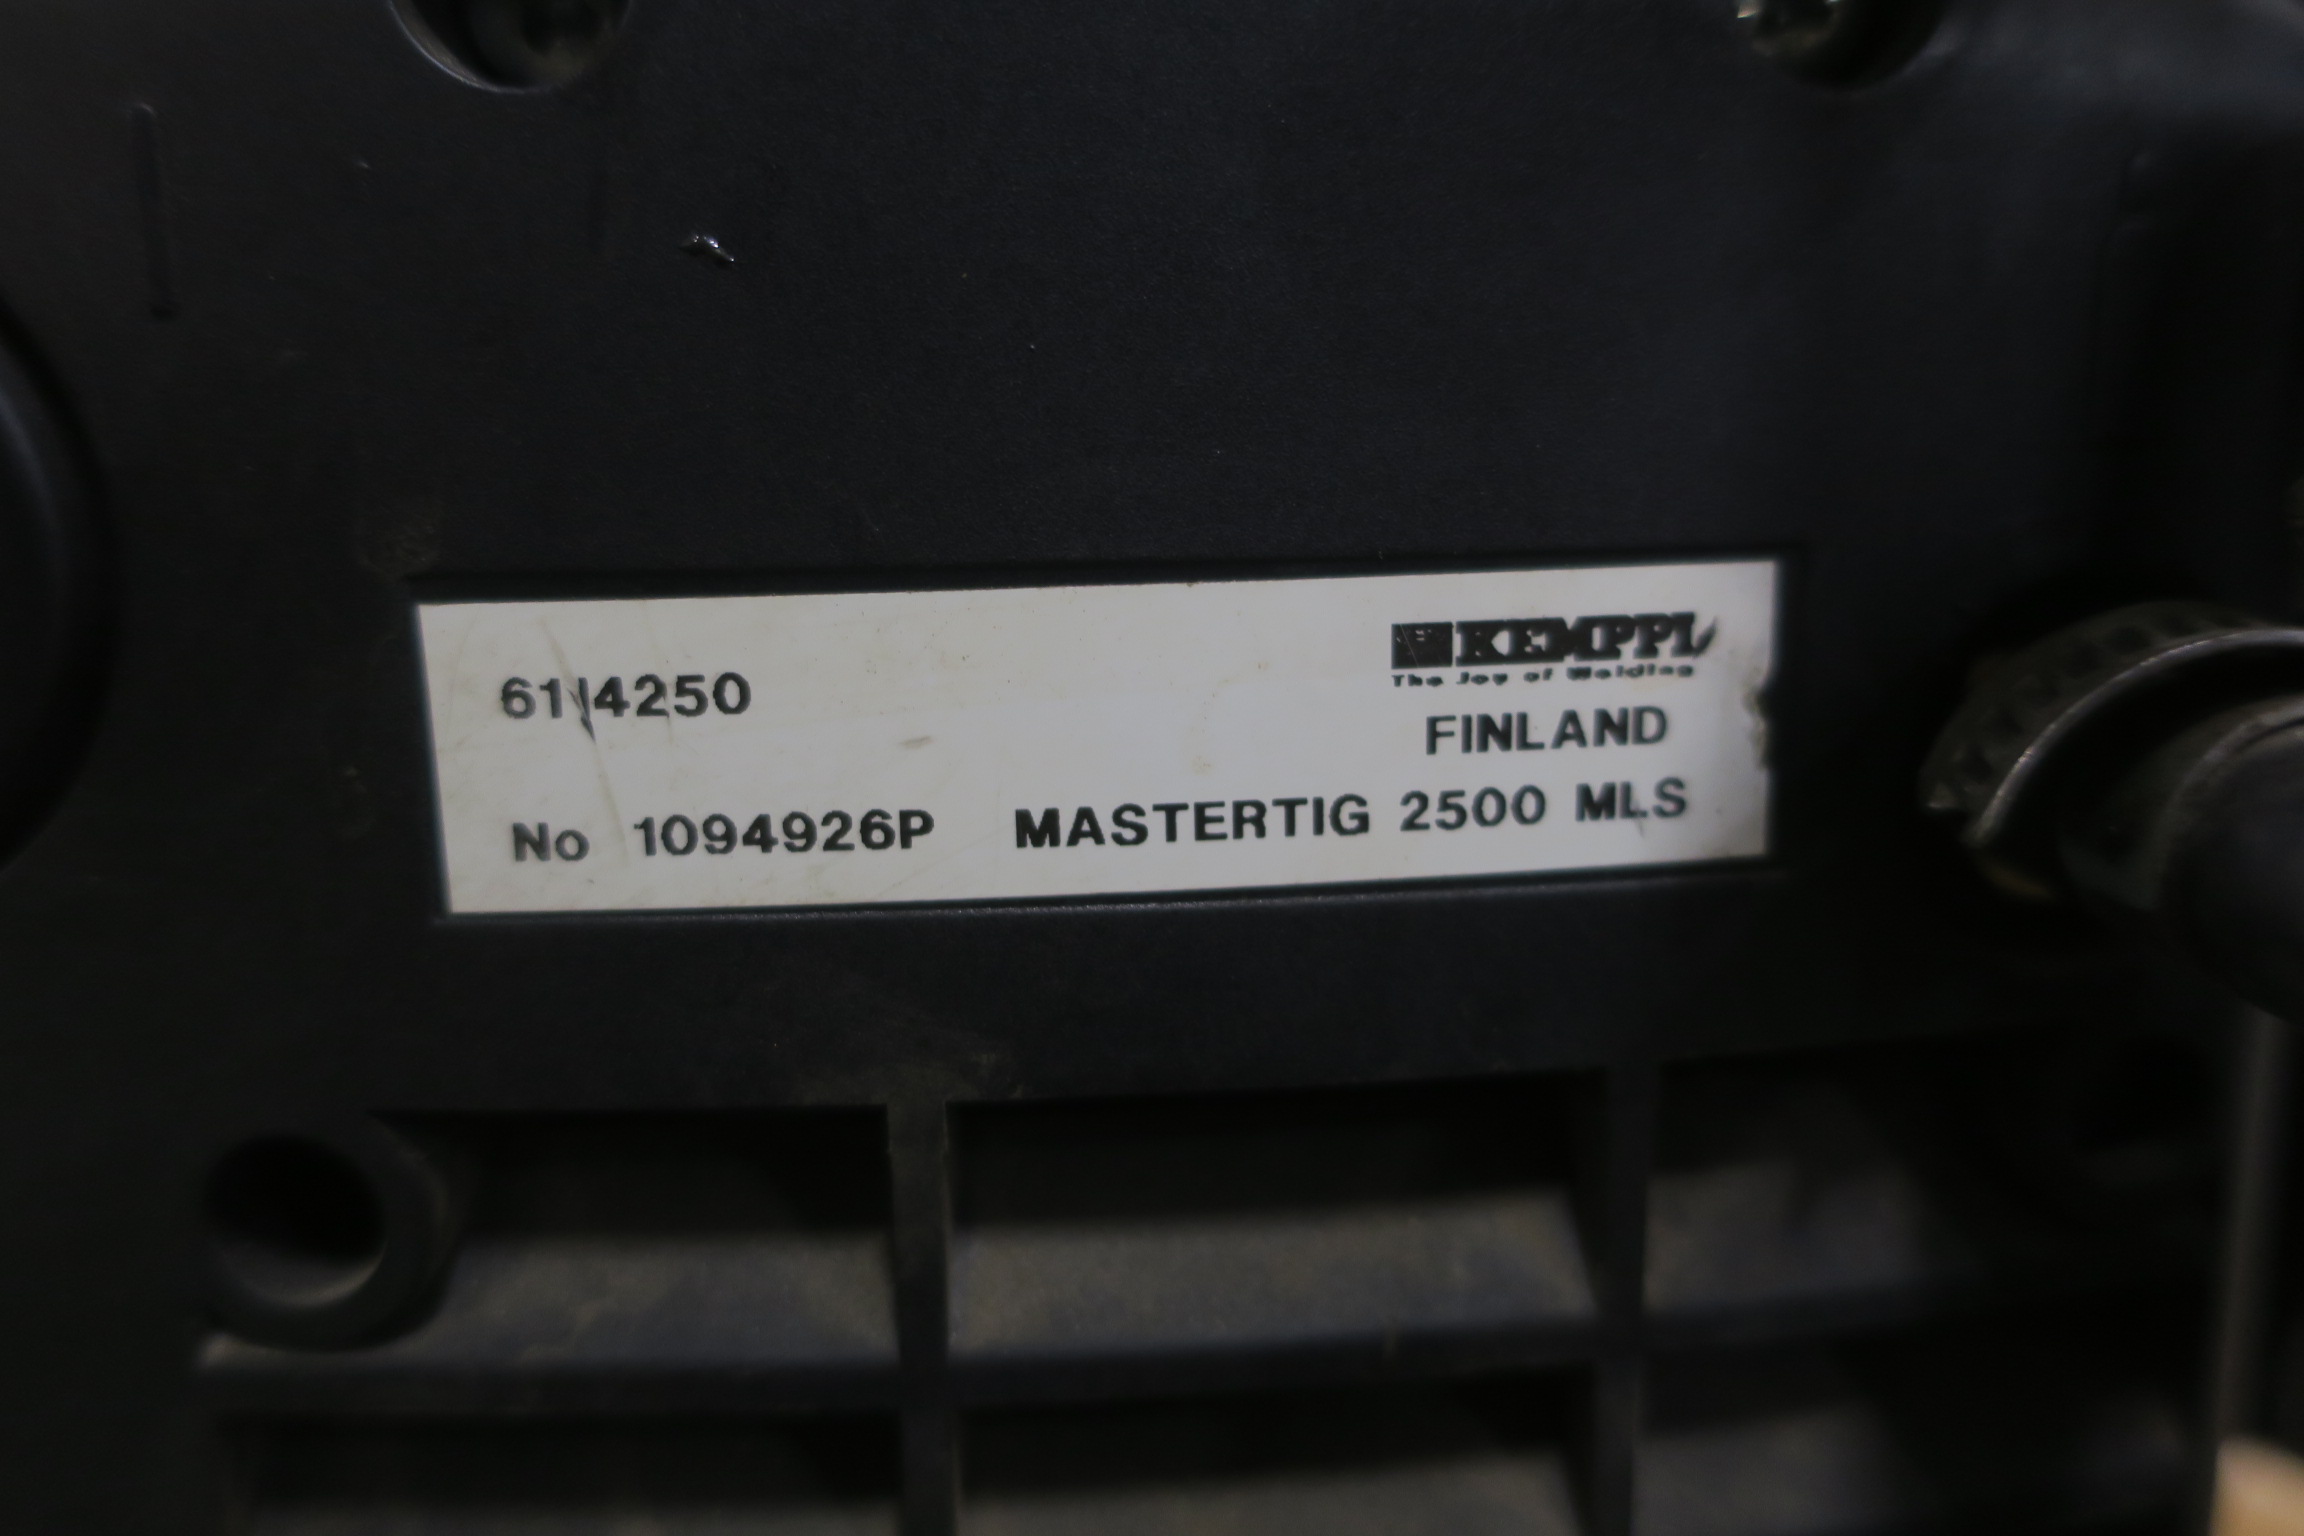 KEMPPI
The Joy of Welding
6114250
FINLAND
No 1094926P MASTERTIG 2500 MLS